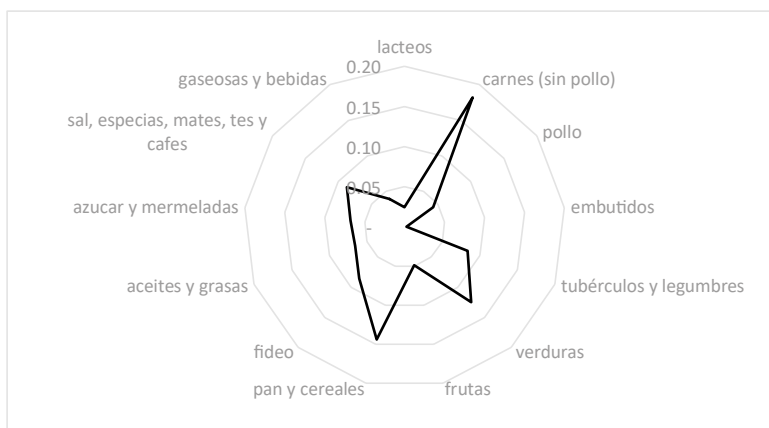 lacteos
0.20
gaseosas y bebidas
carnes (sin pollo)
0.15
sal, especias, mates, tes y
cafes
pollo
0.10
0.05
azucar y mermeladas
embutidos
-
aceites y grasas
tubérculos y legumbres
fideo
verduras
pan y cereales
frutas